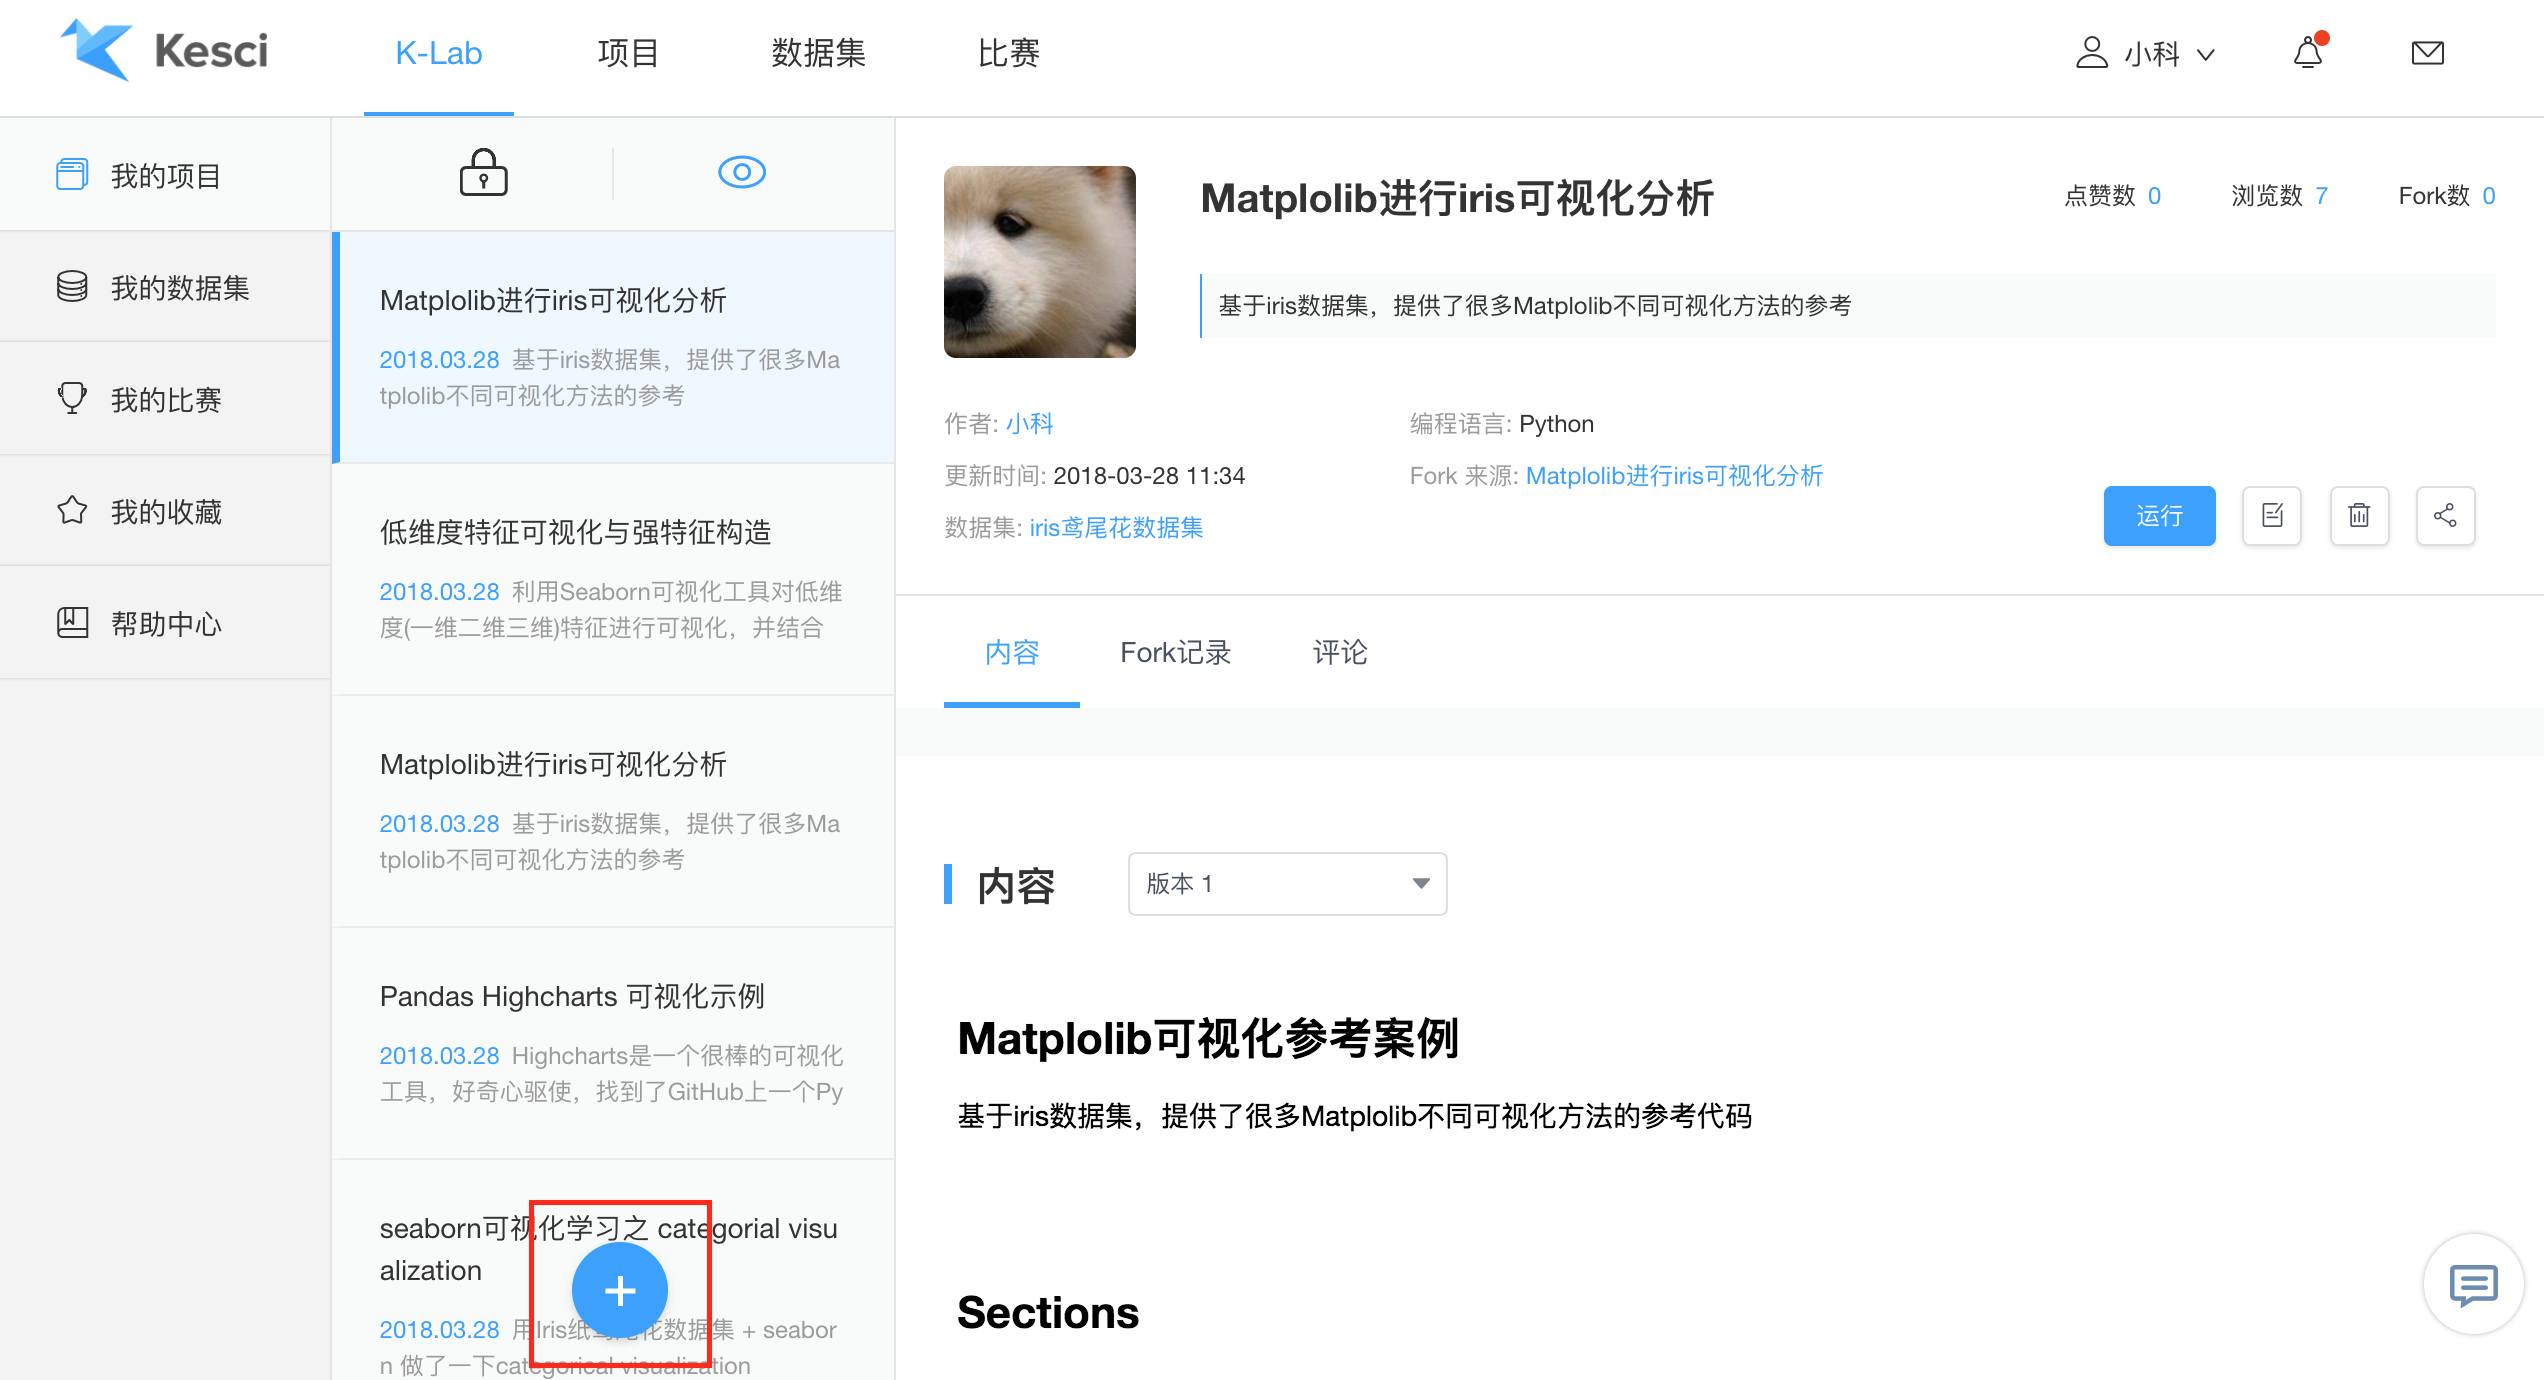 Kesci
K-Lab
项目
数据集
比赛
小科
我的项目
我的数据集
我的比赛
我的收藏
帮助中心
Matplolib进行iris可视化分析
2018.03.28 基于iris数据集，提供了很多Ma
tplolib不同可视化方法的参考
低维度特征可视化与强特征构造
2018.03.28 利用Seaborn可视化工具对低维
度(一维二维三维)特征进行可视化，并结合
Matplolib进行iris可视化分析
2018.03.28 基于iris数据集，提供了很多Ma
tplolib不同可视化方法的参考
Pandas Highcharts 可视化示例
2018.03.28 Highcharts是一个很棒的可视化
工具，好奇心驱使，找到了GitHub上一个Py
seaborn可视化学习之 categorial visu
alization
2018.03.28 用Iris纸鸢尾花数据集 + seabor
n 做了一下categorical visualization
Matplolib进行iris可视化分析
点赞数 0
浏览数 7
Fork数 0
基于iris数据集，提供了很多Matplolib不同可视化方法的参考
作者: 小科
编程语言: Python
更新时间: 2018-03-28 11:34
Fork 来源: Matplolib进行iris可视化分析
数据集: iris鸢尾花数据集
运行
内容
Fork记录
评论
内容
版本 1
Matplolib可视化参考案例
基于iris数据集，提供了很多Matplolib不同可视化方法的参考代码
Sections